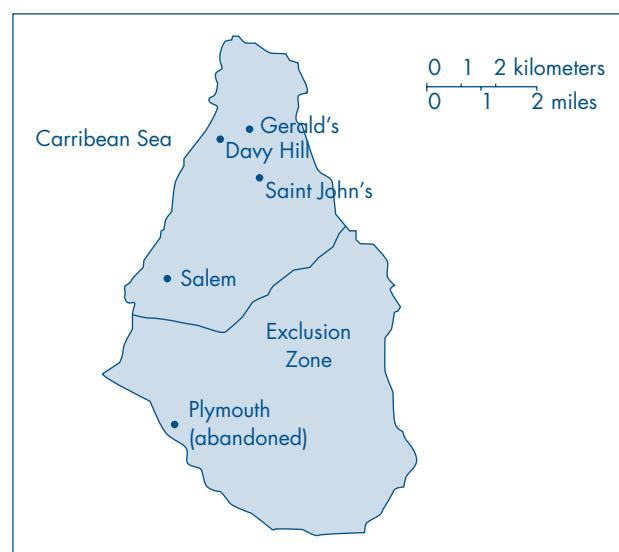 0 1 2 kilometers
0 1 2 miles
Gerald's
Carribean Sea
Davy Hill
Saint John's
Salem
Exclusion
Zone
Plymouth
(abandoned)